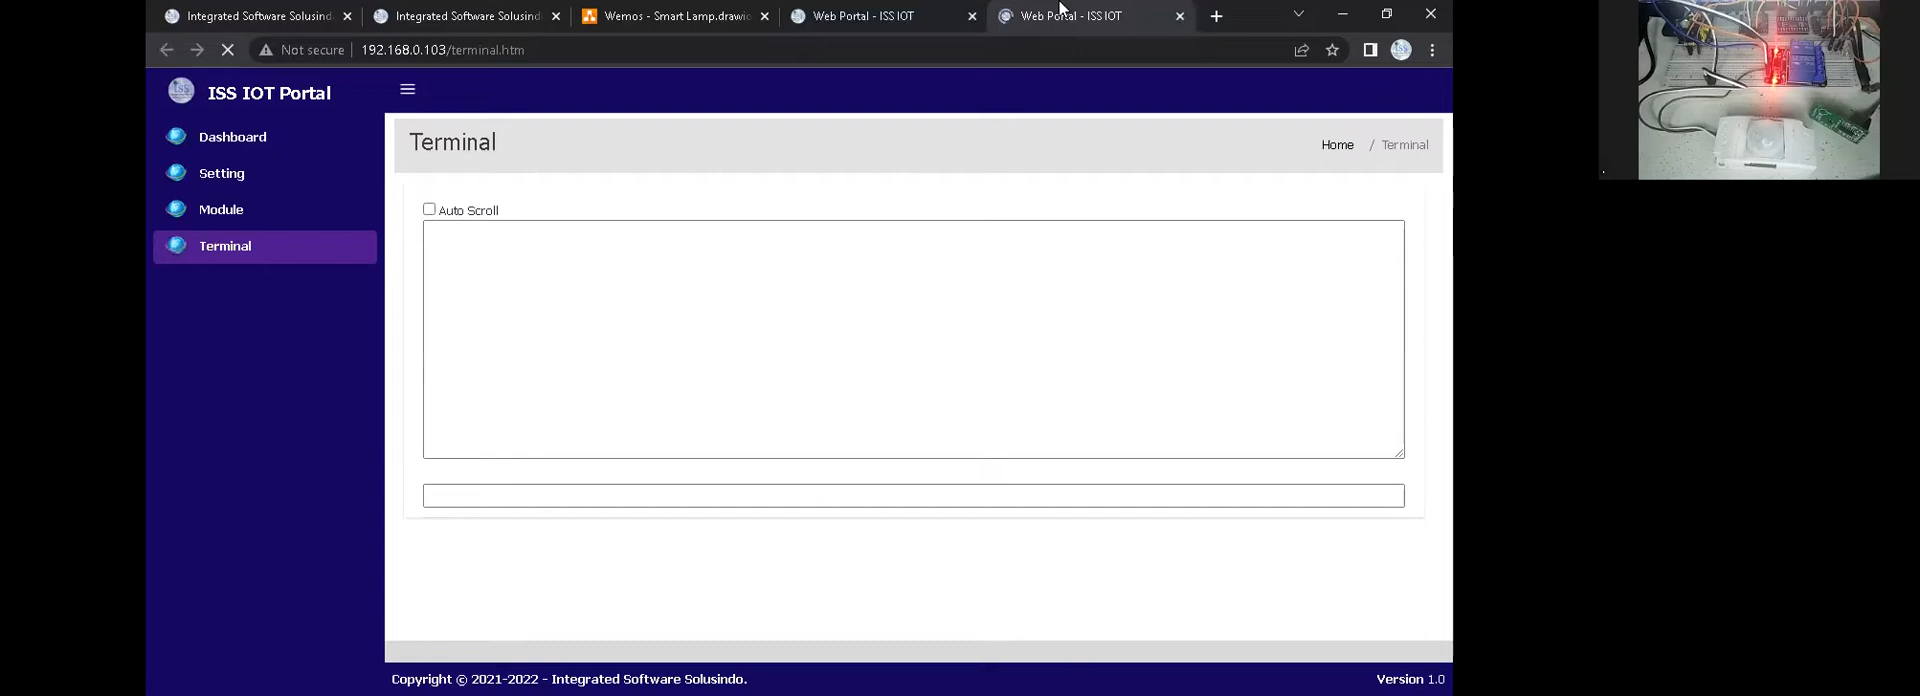 Integrated Software Solusind
Integrated Software Solusind
Wemos - Smart Lamp.drawio
Web Portal - ISS IOT
Web Portal - ISS IOT
Not secure
192.168.0.103/terminal.htm
ISS IOT Portal
Dashboard
Setting
Module
Terminal
Terminal
Home / Terminal
Auto Scroll
Copyright © 2021-2022 - Integrated Software Solusindo.
Version 1.0